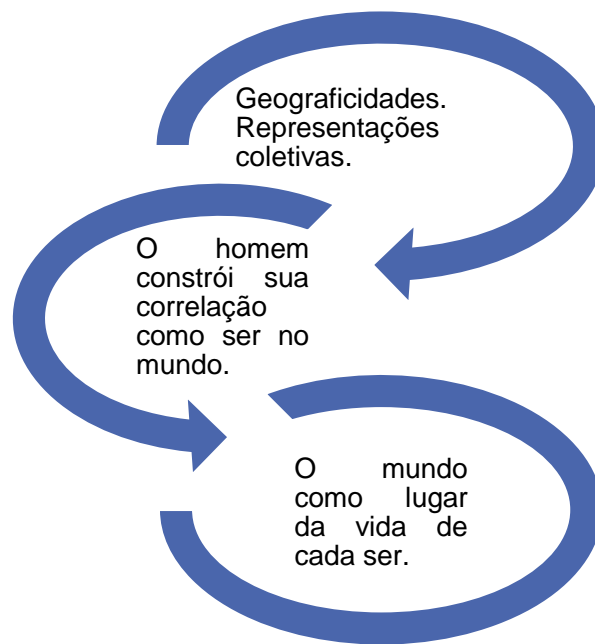 Geograficidades.
Representações
coletivas.
O homem
constrói sua
correlação
como ser no
mundo.
O mundo
como lugar
da vida de
cada ser.